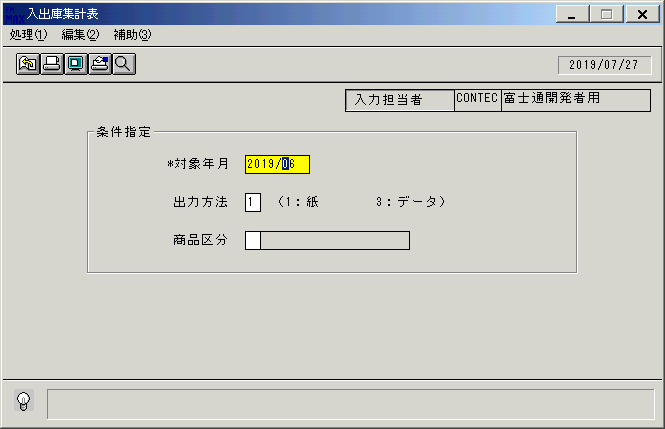 入出庫集計表
処理(1) 編集(2) 補助(3)
2019/07/27
入力担当者 CONTEC 富士通開発者用
条件指定
*対象年月 2019/06
出力方法 1 (1:紙 3:データ)
商品区分